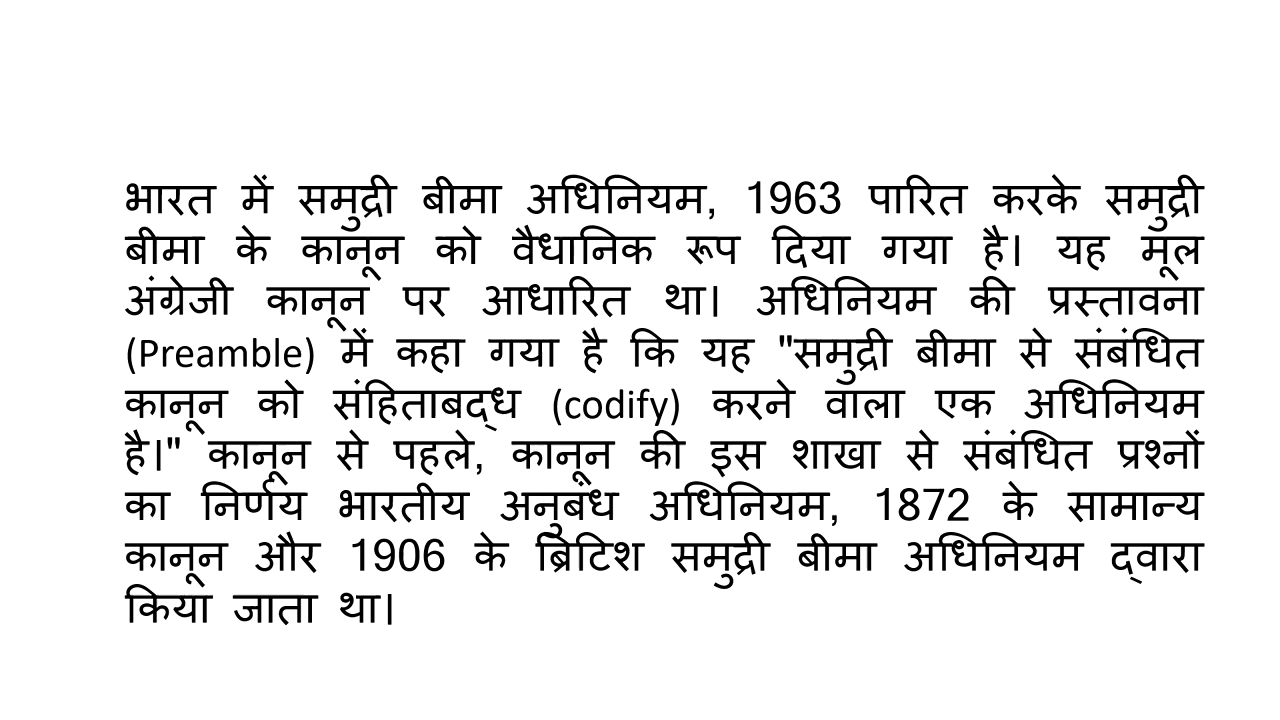 भारत में समुद्री बीमा अधिनियम, 1963 पारित करके समुद्री
बीमा के कानून को वैधानिक रूप दिया गया है। यह मूल
अंग्रेजी कानून पर आधारित था। अधिनियम की प्रस्तावना
(Preamble) में कहा गया है कि यह "समुद्री बीमा से संबंधित
कानून को संहिताबद्ध (codify) करने वाला एक अधिनियम
है।" कानून से पहले, कानून की इस शाखा से संबंधित प्रश्नों
का निर्णय भारतीय अनुबंध अधिनियम, 1872 के सामान्य
कानून और 1906 के ब्रिटिश समुद्री बीमा अधिनियम द्वारा
किया जाता था।